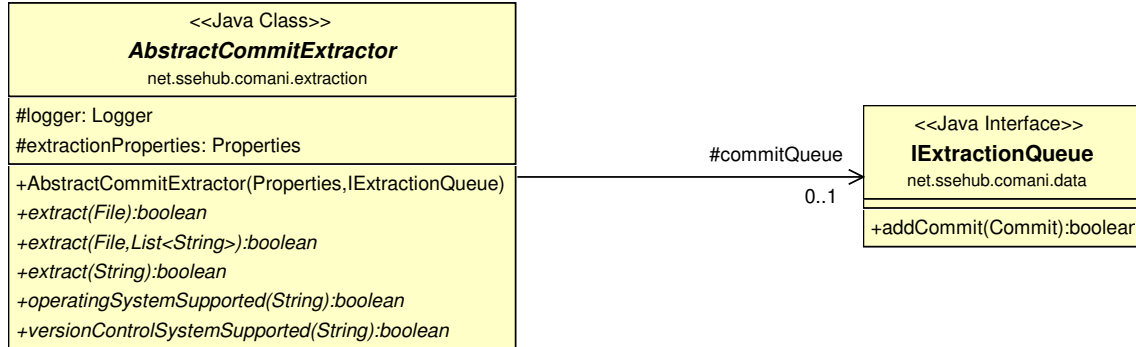 <<Java Class>>
AbstractCommitExtractor
net.ssehub.comani.extraction
#logger: Logger
#extractionProperties: Properties
+AbstractCommitExtractor(Properties,IExtractionQueue)
+extract(File):boolean
+extract(File,List<String>):boolean
+extract(String):boolean
+operatingSystemSupported(String):boolean
+versionControlSystemSupported(String):boolean
#commitQueue
0..1
<<Java Interface>>
IExtractionQueue
net.ssehub.comani.data
+addCommit(Commit):boolean